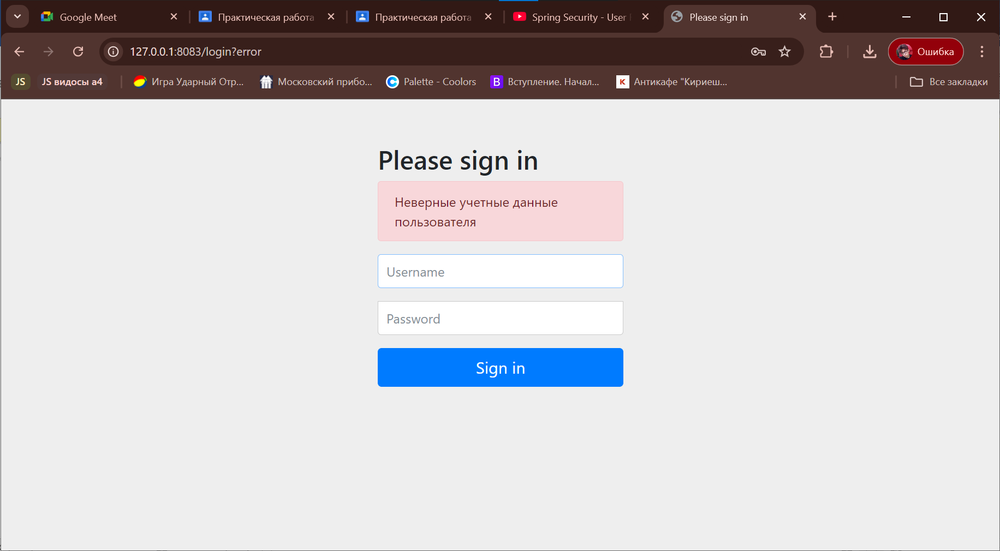 Google Meet
Практическая работа
Практическая работа
Spring Security - User
Please sign in
127.0.0.1:8083/login?error
Ошибка
JS
JS видосы а4
Игра Ударный Отр...
Московский прибо...
Palette - Coolors
B
Вступление. Начал...
K
Антикафе "Кириеш...
Все закладки
Please sign in
Неверные учетные данные
пользователя
Username
Password
Sign in